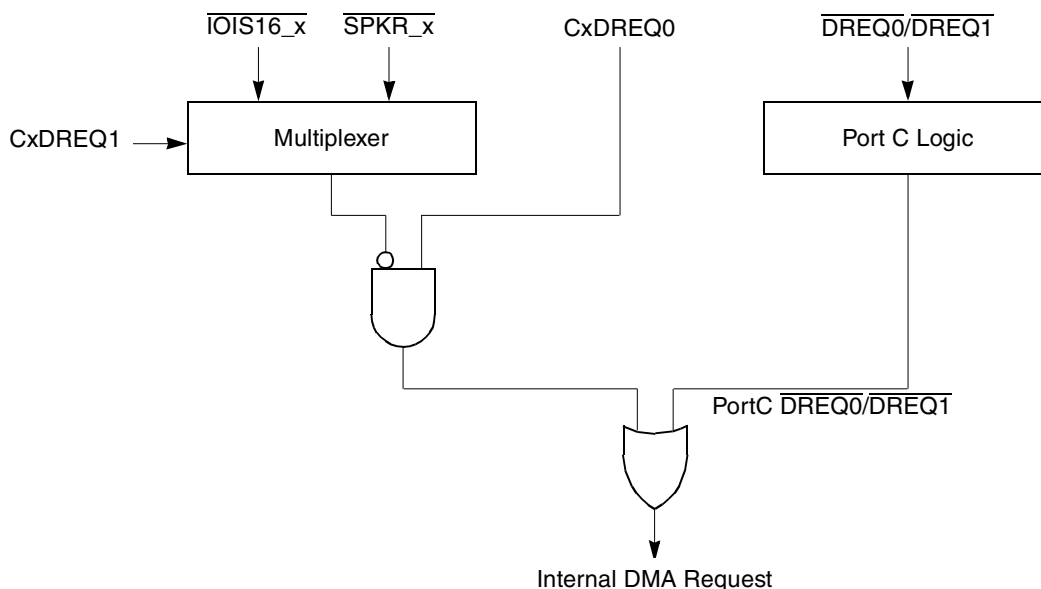 IOIS16_x SPKR_x CxDREQ0 DREQ0/DREQ1
CxDREQ1 Multiplexer Port C Logic
PortC DREQ0/DREQ1
Internal DMA Request